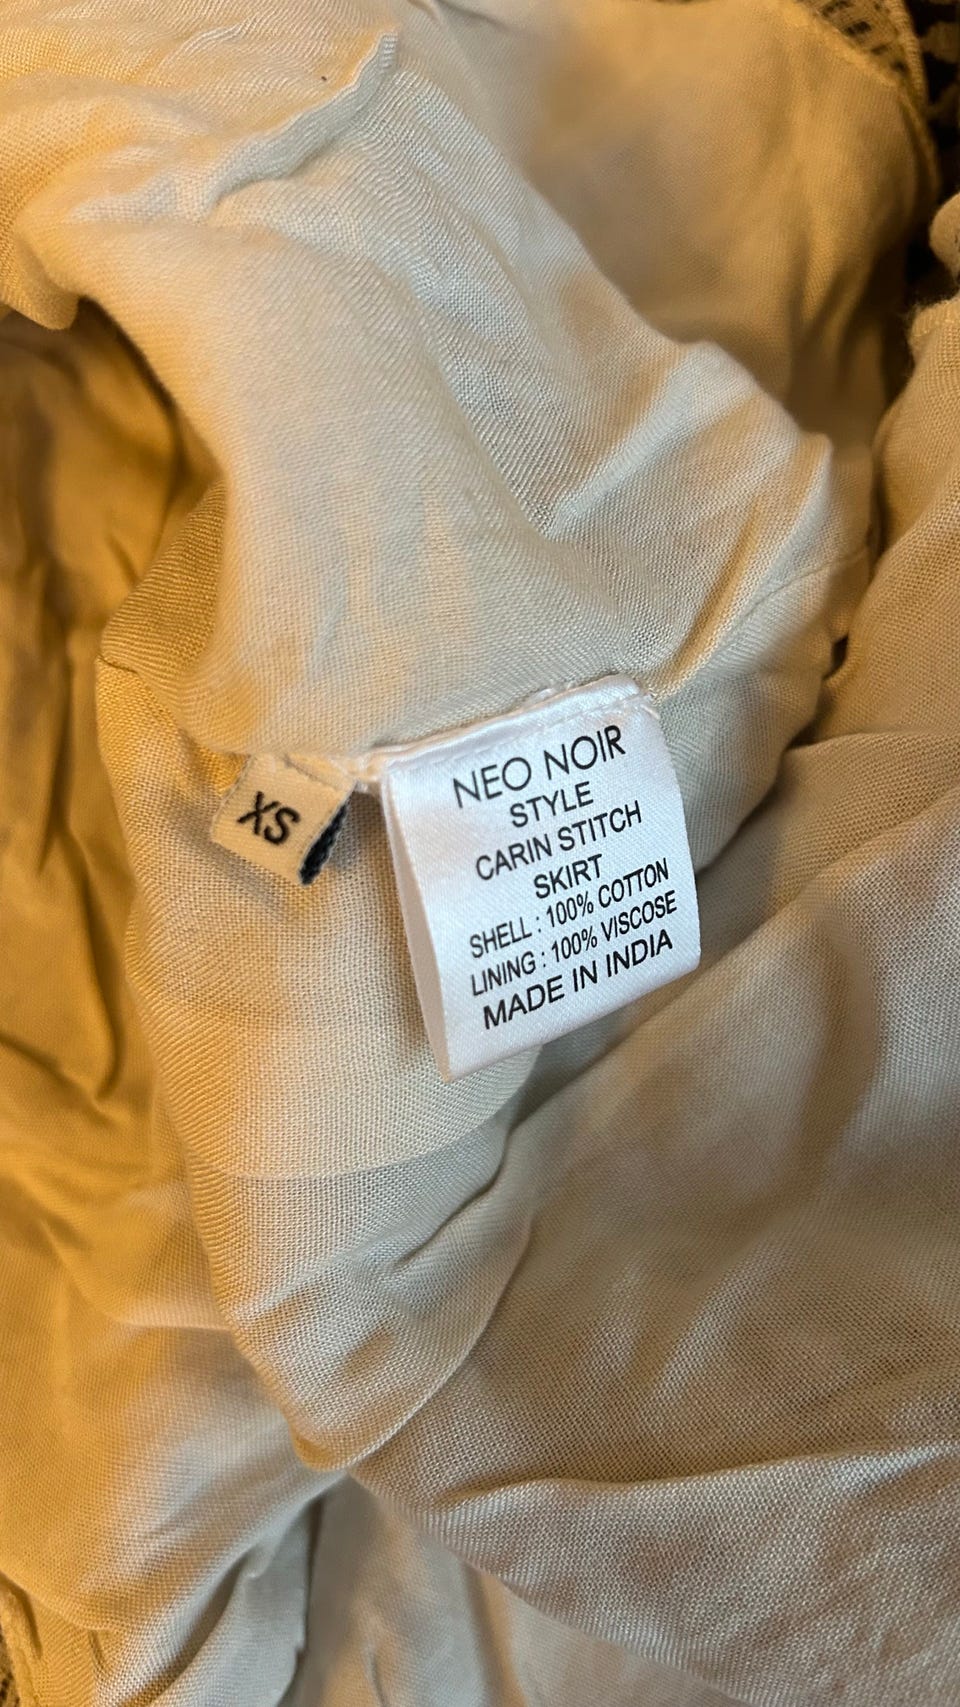 XS
NEO NOIR
STYLE
CARIN STITCH
SKIRT
SHELL : 100% COTTON
LINING : 100% VISCOSE
MADE IN INDIA